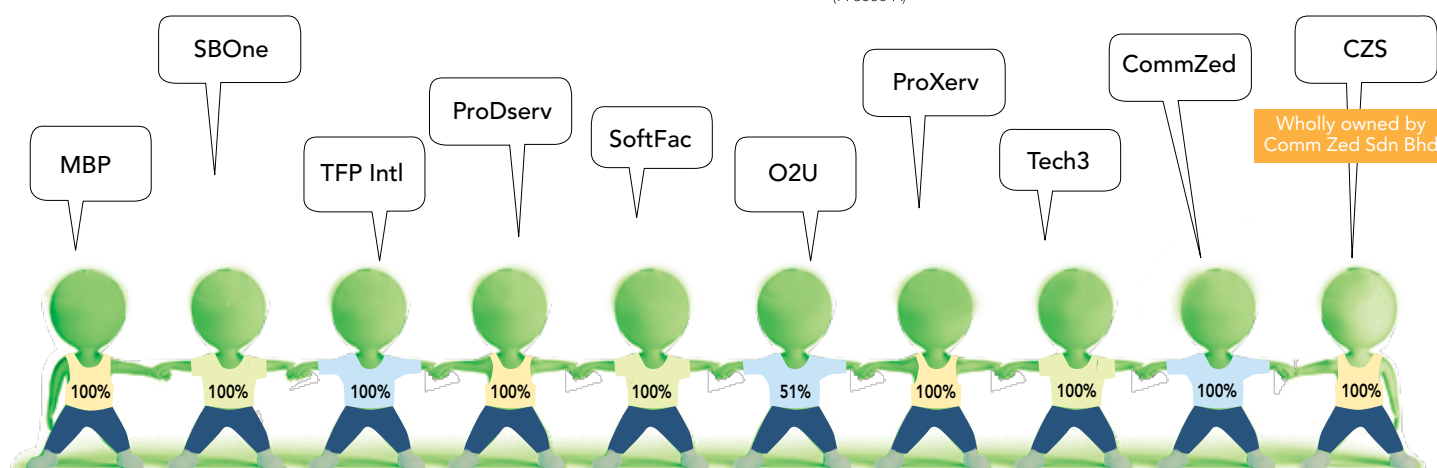 SBOne
CZS
CommZed
ProXerv
ProDserv
Wholly owned by
Comm Zed Sdn Bhd
SoftFac
MBP
Tech3
TFP Intl
O2U
100%
100%
100%
100%
100%
51%
100%
100%
100%
100%